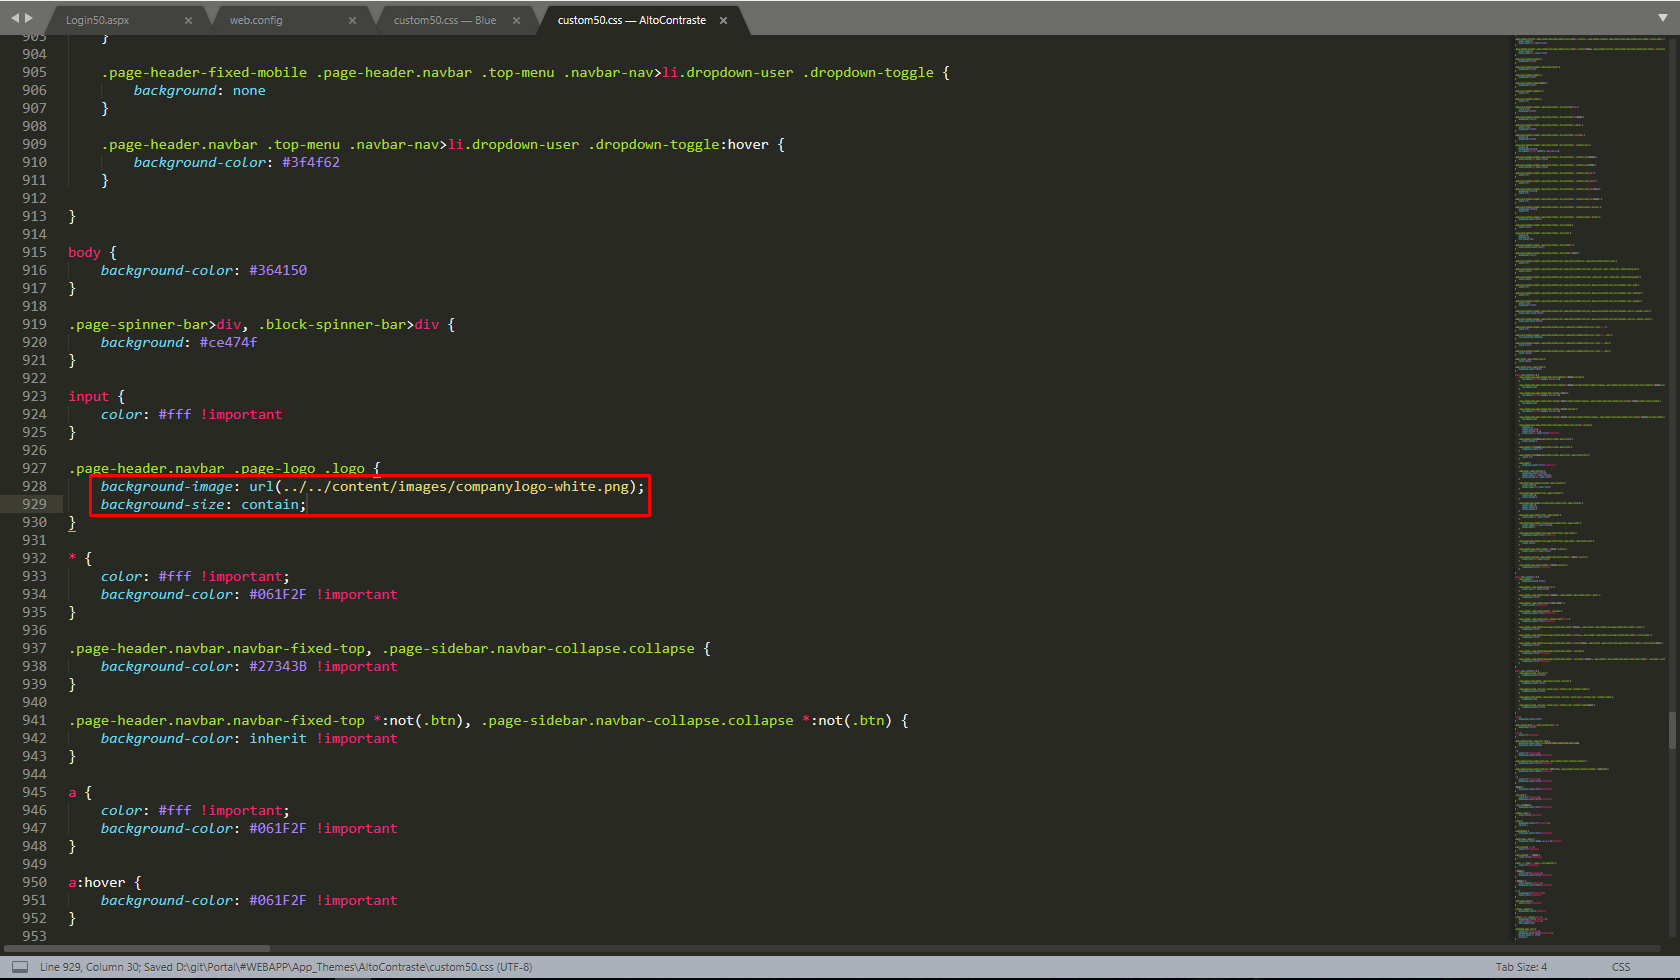 Login50.aspx × web.config × custom50.css — Blue × custom50.css — AltoContraste ×
903 }
904
905 .page-header-fixed-mobile .page-header.navbar .top-menu .navbar-nav>li.dropdown-user .dropdown-toggle {
906 background: none
907 }
908
909 .page-header.navbar .top-menu .navbar-nav>li.dropdown-user .dropdown-toggle:hover {
910 background-color: #3f4f62
911 }
912
913 }
914
915 body {
916 background-color: #364150
917 }
918
919 .page-spinner-bar>div, .block-spinner-bar>div {
920 background: #ce474f
921 }
922
923 input {
924 color: #fff !important
925 }
926
927 .page-header.navbar .page-logo .logo {
928 background-image: url(../../content/images/companylogo-white.png);
929 background-size: contain;
930 }
931
932 * {
933 color: #fff !important;
934 background-color: #061F2F !important
935 }
936
937 .page-header.navbar.navbar-fixed-top, .page-sidebar.navbar-collapse.collapse {
938 background-color: #27343B !important
939 }
940
941 .page-header.navbar.navbar-fixed-top *:not(.btn), .page-sidebar.navbar-collapse.collapse *:not(.btn) {
942 background-color: inherit !important
943 }
944
945 a {
946 color: #fff !important;
947 background-color: #061F2F !important
948 }
949
950 a:hover {
951 background-color: #061F2F !important
952 }
953
Line 929, Column 30; Saved D:\git\Portal\#WEBAPP\App_Themes\AltoContraste\custom50.css (UTF-8) Tab Size: 4 CSS